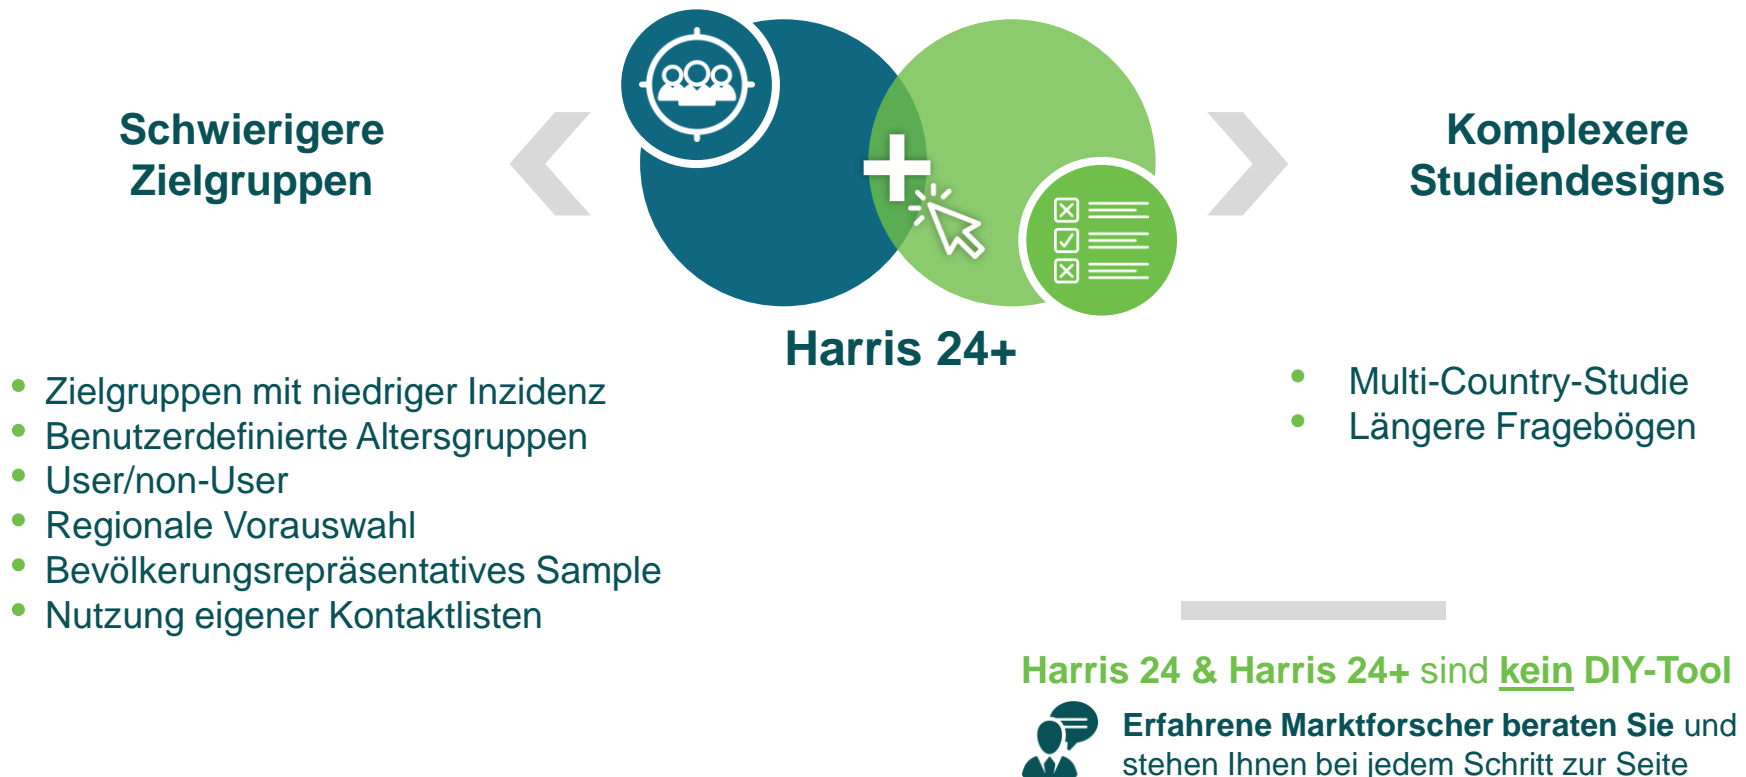 Schwierigere
Zielgruppen
Komplexere
Studiendesigns
Harris 24+
• Zielgruppen mit niedriger Inzidenz
• Benutzerdefinierte Altersgruppen
• User/non-User
• Regionale Vorauswahl
• Bevölkerungsrepräsentatives Sample
• Nutzung eigener Kontaktlisten
• Multi-Country-Studie
• Längere Fragebögen
Harris 24 & Harris 24+ sind kein DIY-Tool
Erfahrene Marktforscher beraten Sie und
stehen Ihnen bei jedem Schritt zur Seite